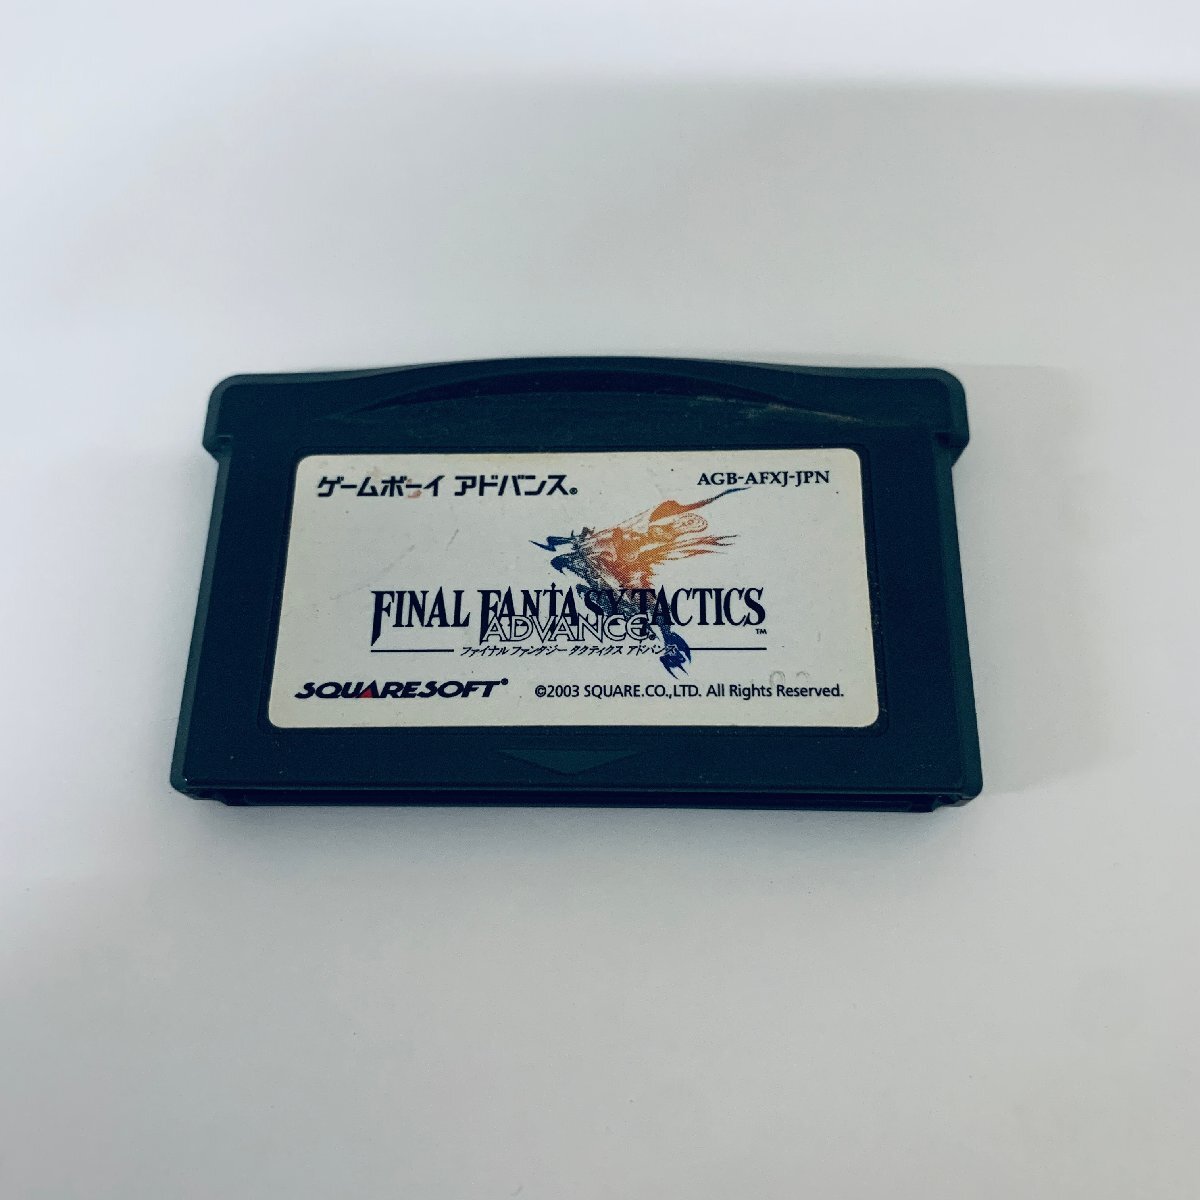 ゲームボーイ アドバンス®
AGB-AFXJ-JPN
FINAL FANTASY TACTICS
ADVANCE®
™
ファイナル ファンタジー タクティクス アドバンス
SQUARESOFT®
©2003 SQUARE.CO.,LTD. All Rights Reserved.